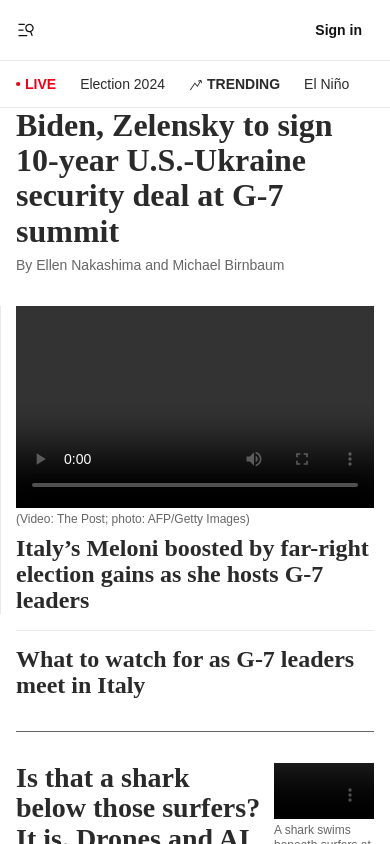 Sign in
• LIVE Election 2024 TRENDING El Niño
Biden, Zelensky to sign
10-year U.S.-Ukraine
security deal at G-7
summit
By Ellen Nakashima and Michael Birnbaum
0:00
(Video: The Post; photo: AFP/Getty Images)
Italy’s Meloni boosted by far-right
election gains as she hosts G-7
leaders
What to watch for as G-7 leaders
meet in Italy
Is that a shark
below those surfers?
It is. Drones and AI
A shark swims
beneath surfers at